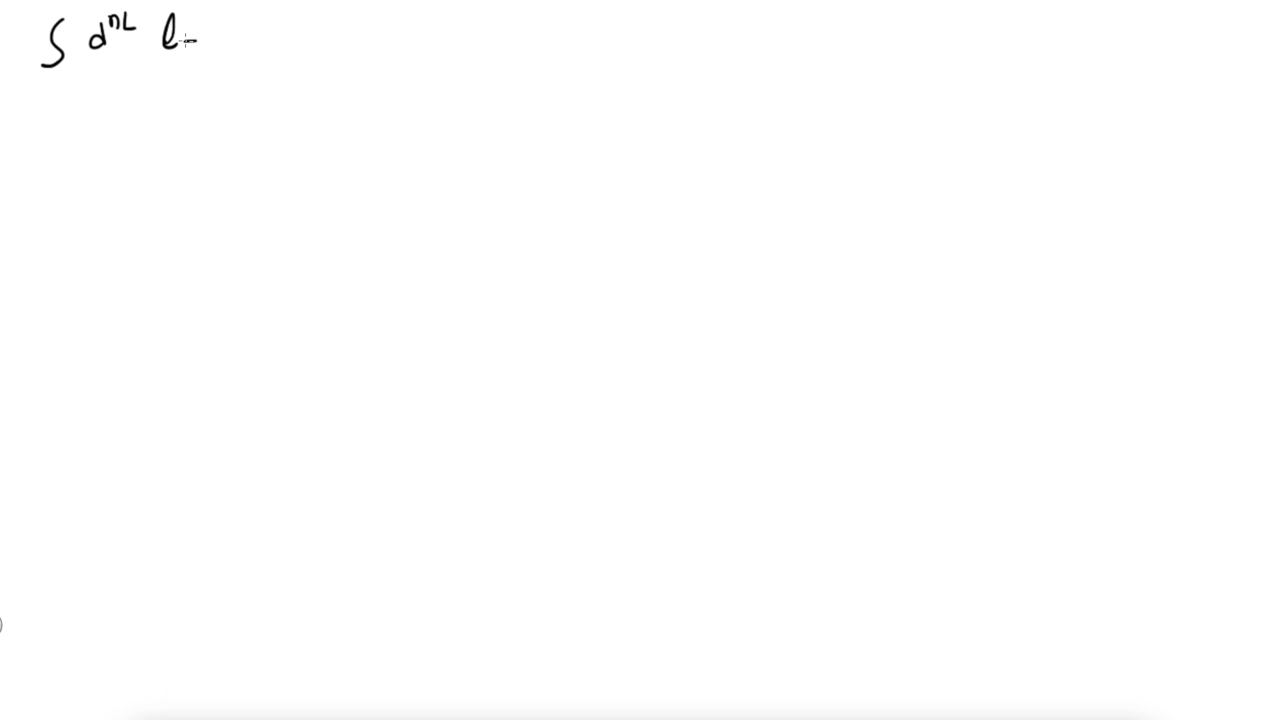 ∫ d^{nL} ℓ -